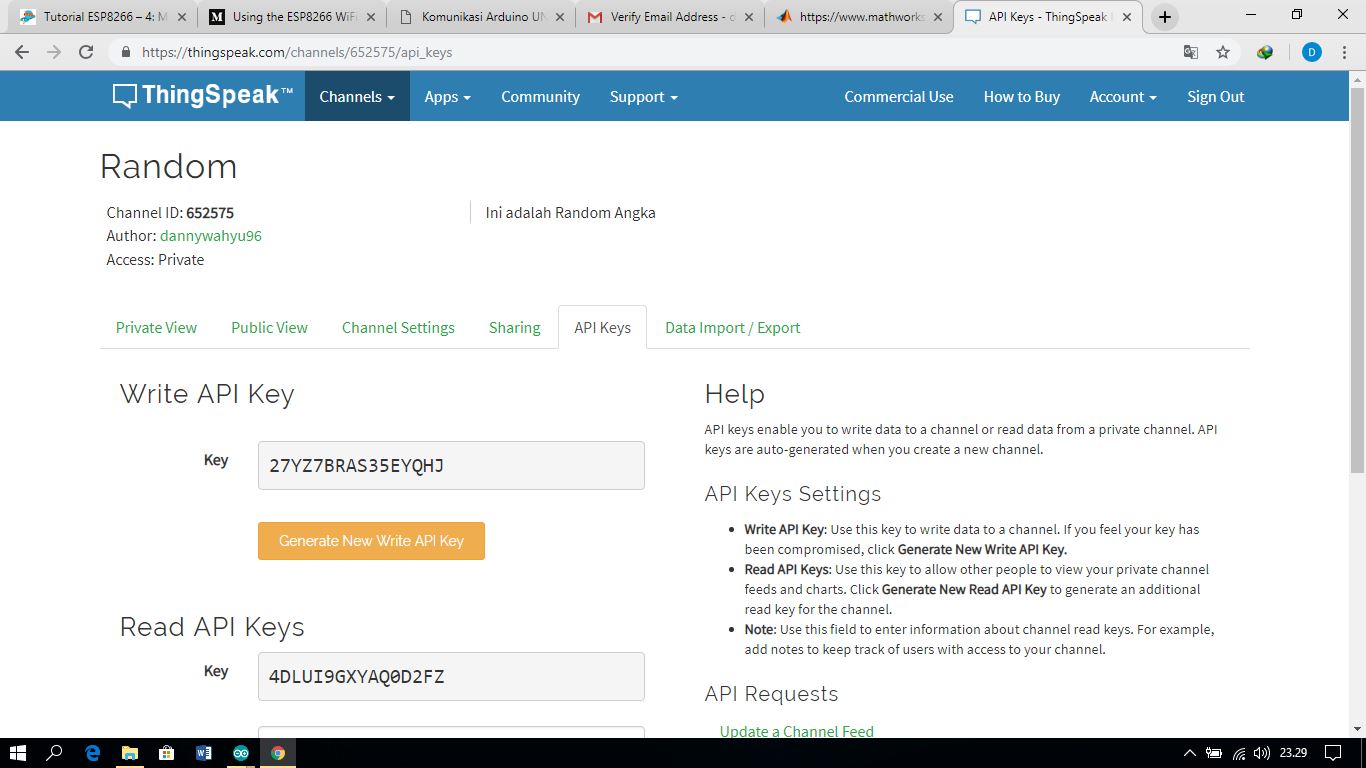 Tutorial ESP8266 – 4: M
Using the ESP8266 WiFi
Komunikasi Arduino UN
Verify Email Address - d
https://www.mathworks
API Keys - ThingSpeak
https://thingspeak.com/channels/652575/api_keys
D
ThingSpeak™
Channels
Apps
Community
Support
Commercial Use
How to Buy
Account
Sign Out
Random
Channel ID: 652575
Author: dannywahyu96
Access: Private
Ini adalah Random Angka
Private View
Public View
Channel Settings
Sharing
API Keys
Data Import / Export
Write API Key
Key
27YZ7BRAS35EYQHJ
Generate New Write API Key
Read API Keys
Key
4DLUI9GXYAQ0D2FZ
Help
API keys enable you to write data to a channel or read data from a private channel. API
keys are auto-generated when you create a new channel.
API Keys Settings
Write API Key: Use this key to write data to a channel. If you feel your key has
been compromised, click Generate New Write API Key.
Read API Keys: Use this key to allow other people to view your private channel
feeds and charts. Click Generate New Read API Key to generate an additional
read key for the channel.
Note: Use this field to enter information about channel read keys. For example,
add notes to keep track of users with access to your channel.
API Requests
Update a Channel Feed
23.29